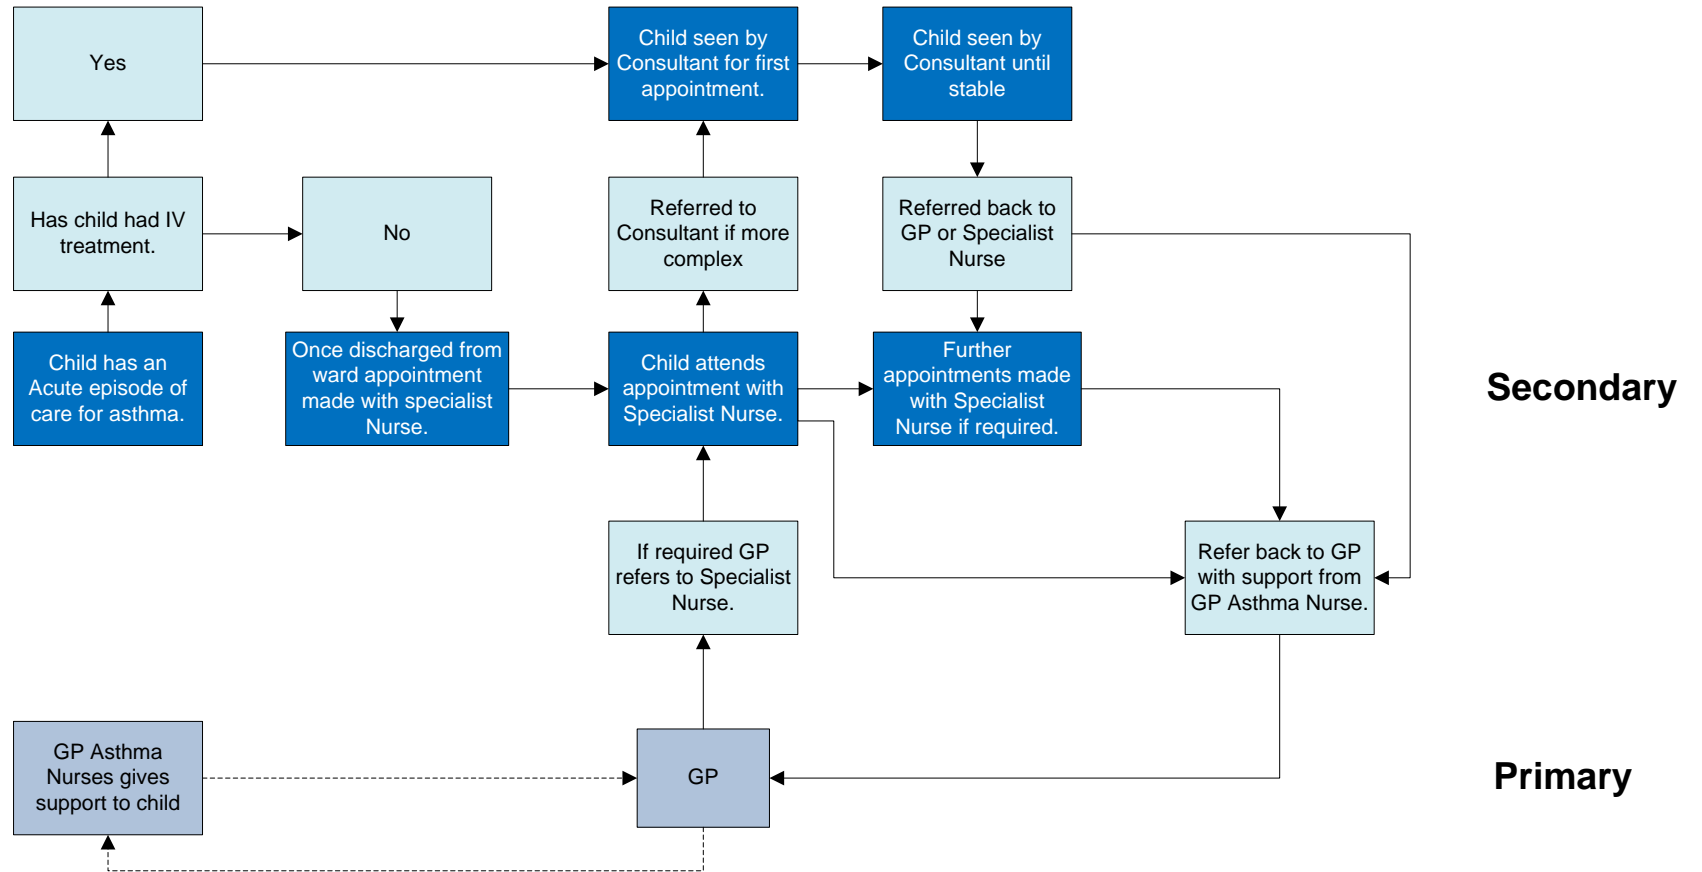 Yes
Child seen by
Consultant for first
appointment.
Child seen by
Consultant until
stable
Has child had IV
treatment.
No
Referred to
Consultant if more
complex
Referred back to
GP or Specialist
Nurse
Child has an
Acute episode of
care for asthma.
Once discharged from
ward appointment
made with specialist
Nurse.
Child attends
appointment with
Specialist Nurse.
Further
appointments made
with Specialist
Nurse if required.
Secondary
If required GP
refers to Specialist
Nurse.
Refer back to GP
with support from
GP Asthma Nurse.
GP Asthma
Nurses gives
support to child
GP
Primary